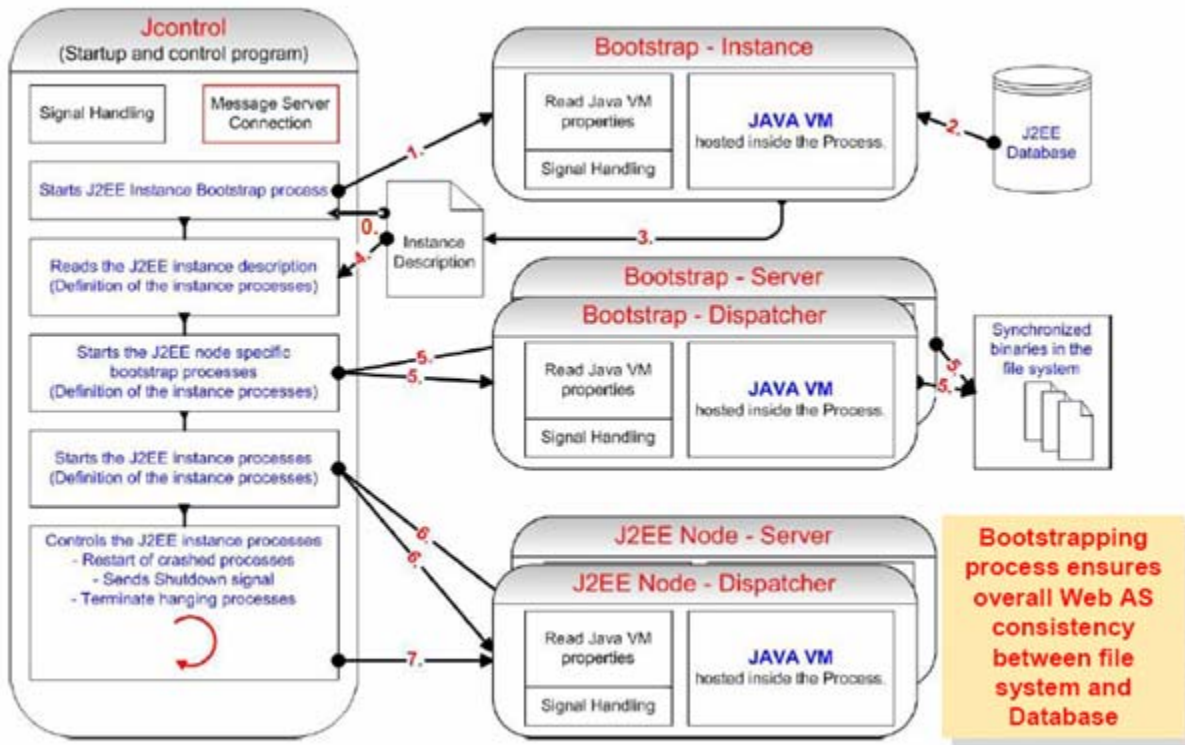 Jcontrol
(Startup and control program)
Signal Handling
Message Server
Connection
Starts J2EE Instance Bootstrap process
Reads the J2EE instance description
(Definition of the instance processes)
Starts the J2EE node specific
bootstrap processes
(Definition of the instance processes)
Starts the J2EE instance processes
(Definition of the instance processes)
Controls the J2EE instance processes
- Restart of crashed processes
- Sends Shutdown signal
- Terminate hanging processes
1.
0.
4.
Instance
Description
3.
5.
5.
6.
6.
7.
Bootstrap - Instance
Read Java VM
properties
Signal Handling
JAVA VM
hosted inside the Process.
2.
J2EE
Database
Bootstrap - Server
Bootstrap - Dispatcher
Read Java VM
properties
Signal Handling
JAVA VM
hosted inside the Process.
5.
5.
Synchronized
binaries in the
file system
J2EE Node - Server
J2EE Node - Dispatcher
Read Java VM
properties
Signal Handling
JAVA VM
hosted inside the Process.
Bootstrapping
process ensures
overall Web AS
consistency
between file
system and
Database